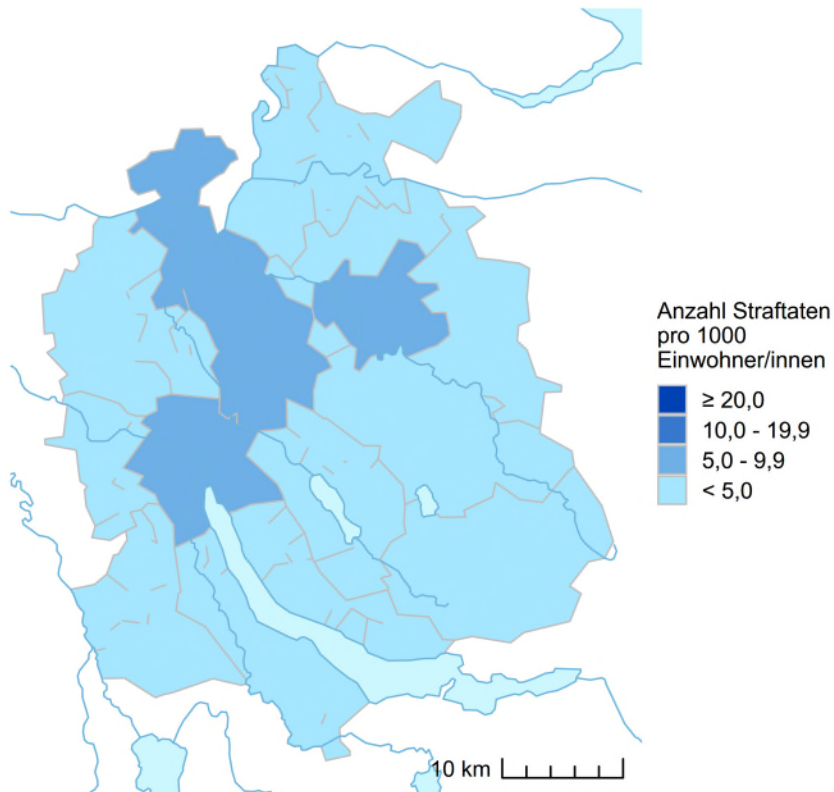 Anzahl Straftaten
pro 1000
Einwohner/innen
≥ 20,0
10,0 - 19,9
5,0 - 9,9
< 5,0
10 km